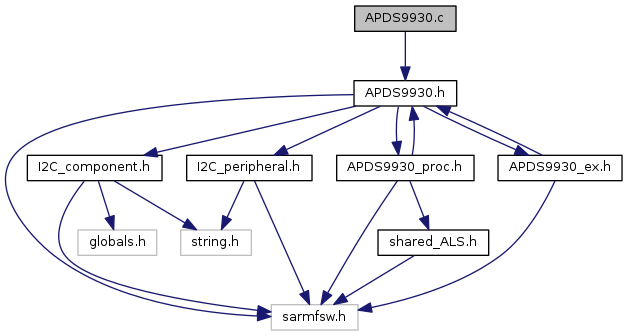 APDS9930.c
APDS9930.h
I2C_component.h
I2C_peripheral.h
APDS9930_proc.h
APDS9930_ex.h
globals.h
string.h
shared_ALS.h
sarmfsw.h